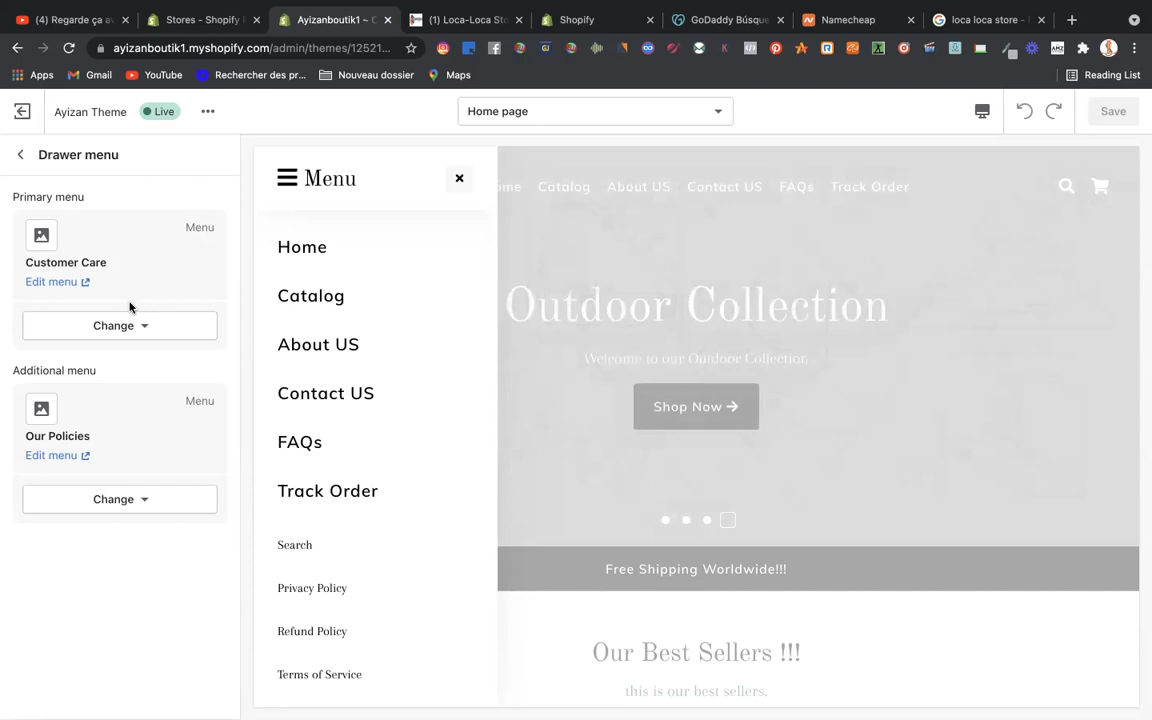 (4) Regarde ça av
Stores - Shopify
Ayizanboutik1 ~ C
(1) Loca-Loca Sto
Shopify
GoDaddy Búsque
Namecheap
loca loca store -
ayizanboutik1.myshopify.com/admin/themes/12521
Apps
Gmail
YouTube
Rechercher des pr...
Nouveau dossier
Maps
Reading List
Ayizan Theme
Live
Home page
Save
Drawer menu
Primary menu
Menu
Customer Care
Edit menu
Change
Additional menu
Menu
Our Policies
Edit menu
Change
Menu
Home
Catalog
About US
Contact US
FAQs
Track Order
Search
Privacy Policy
Refund Policy
Terms of Service
ome Catalog About US Contact US FAQs Track Order
Outdoor Collection
Welcome to our Outdoor Collection
Shop Now
Free Shipping Worldwide!!!
Our Best Sellers !!!
this is our best sellers.